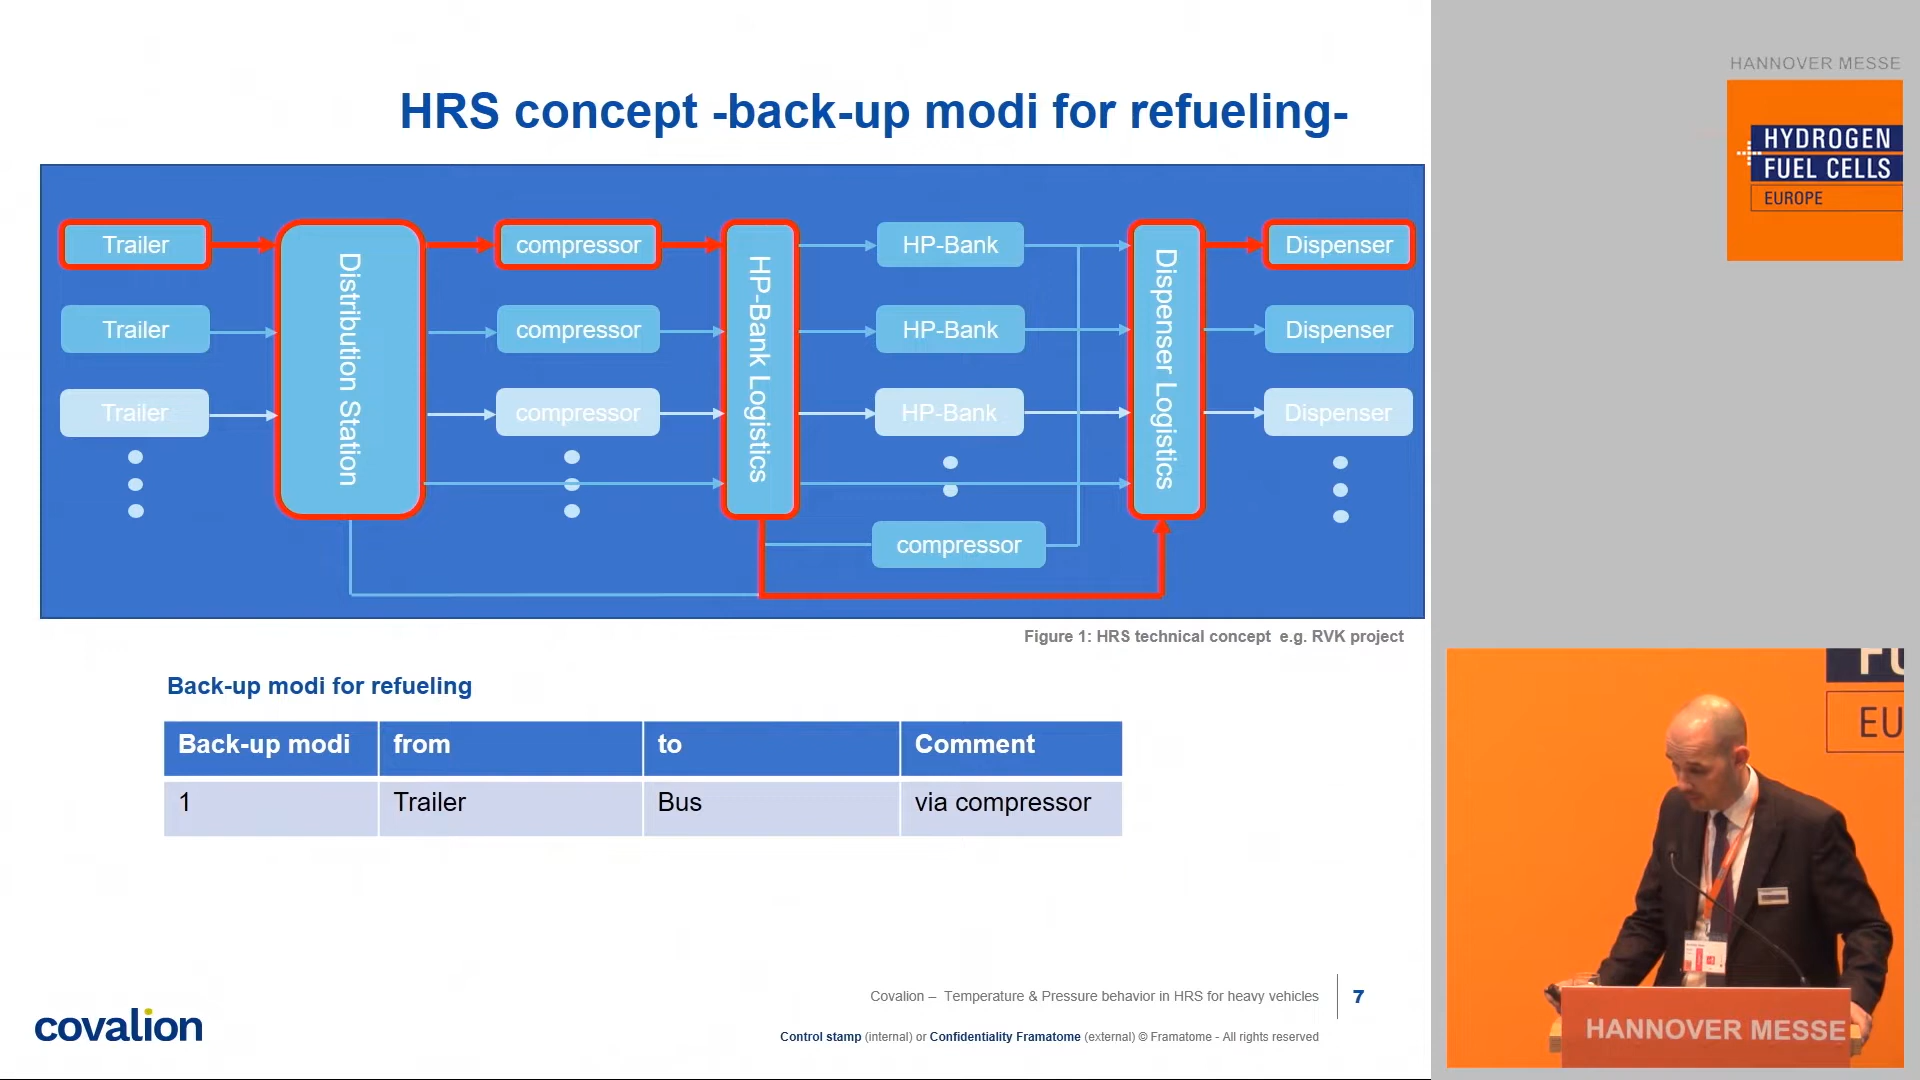 HRS concept -back-up modi for refueling-
HANNOVER MESSE
HYDROGEN
FUEL CELLS
EUROPE
Trailer
compressor
HP-Bank
Dispenser
Distribution Station
HP-Bank Logistics
Dispenser Logistics
Trailer
compressor
HP-Bank
Dispenser
Trailer
compressor
HP-Bank
Dispenser
compressor
Figure 1: HRS technical concept e.g. RVK project
Back-up modi for refueling
Back-up modi from to Comment
1 Trailer Bus via compressor
FU
EU
HANNOVER MESSE
Covalion – Temperature & Pressure behavior in HRS for heavy vehicles 7
covalion
Control stamp (internal) or Confidentiality Framatome (external) © Framatome - All rights reserved